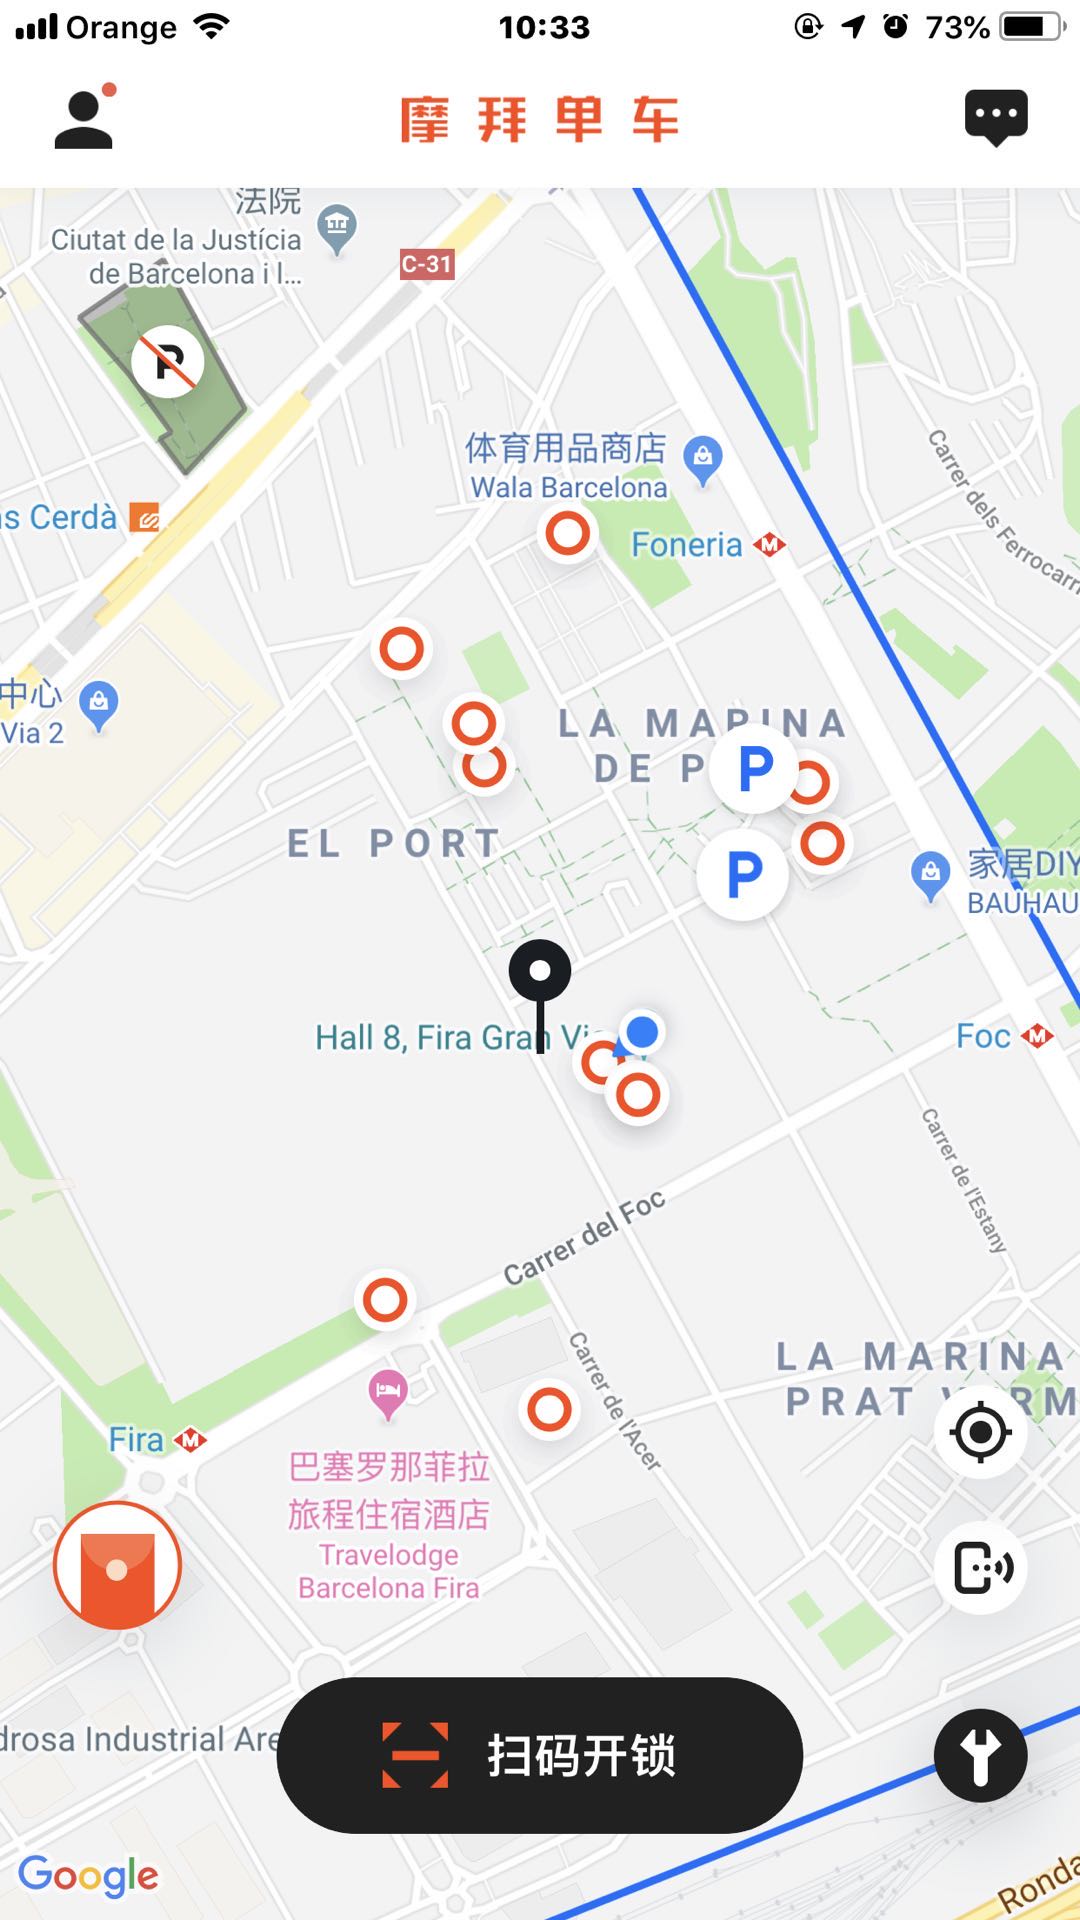 Orange
10:33
73%
摩拜单车
法院
Ciutat de la Justícia
de Barcelona i l...
C-31
P
体育用品商店
Wala Barcelona
s Cerdà
Foneria
Carrer dels Ferrocarri
中心
Via 2
LA MARINA
DE P
P
EL PORT
P
家居DIY
BAUHAU
Hall 8, Fira Gran Vi
Foc
Carrer de l'Estany
Carrer del Foc
Carrer de l'Acer
LA MARINA
PRAT V RM
Fira
巴塞罗那菲拉
旅程住宿酒店
Travelodge
Barcelona Fira
drosa Industrial Are
扫码开锁
Google
Ronda